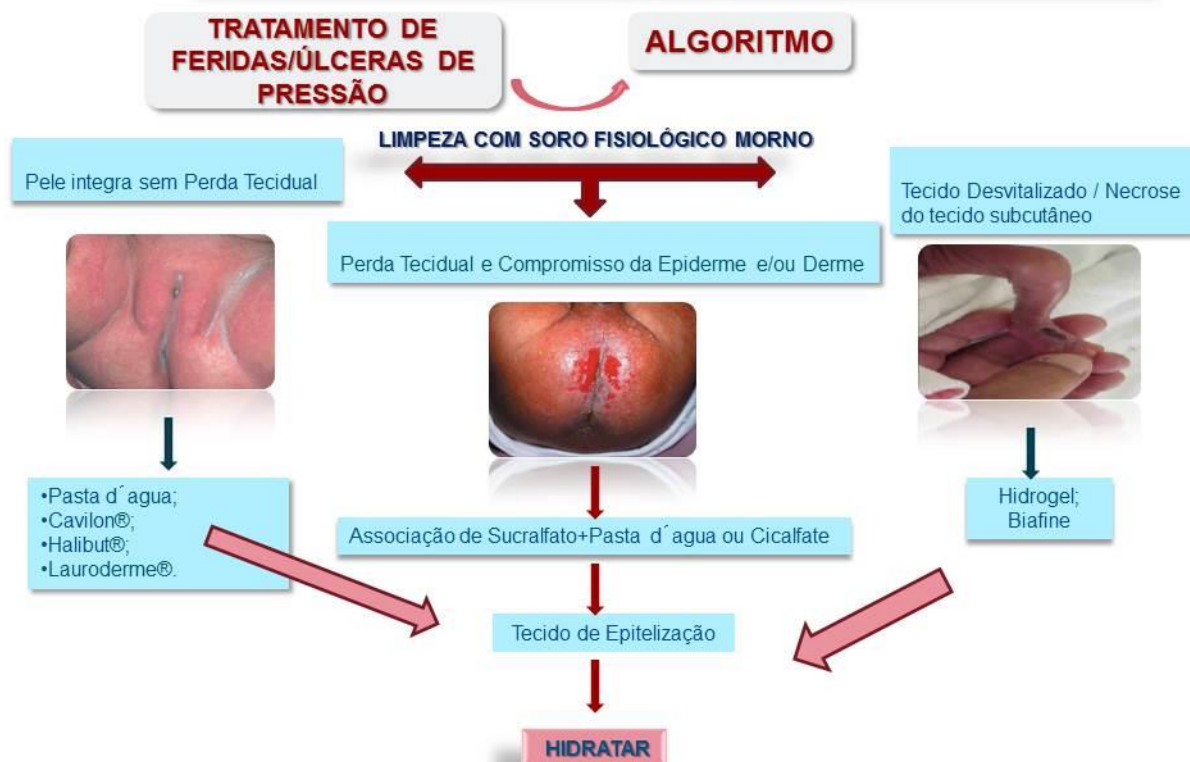 TRATAMENTO DE
FERIDAS/ÚLCERAS DE
PRESSÃO
ALGORITMO
LIMPEZA COM SORO FISIOLÓGICO MORNO
Pele integra sem Perda Tecidual
Perda Tecidual e Compromisso da Epiderme e/ou Derme
Tecido Desvitalizado / Necrose
do tecido subcutâneo
•Pasta d´agua;
•Cavilon®;
•Halibut®;
•Lauroderme®.
Associação de Sucralfato+Pasta d´agua ou Cicalfate
Hidrogel;
Biafine
Tecido de Epitelização
HIDRATAR